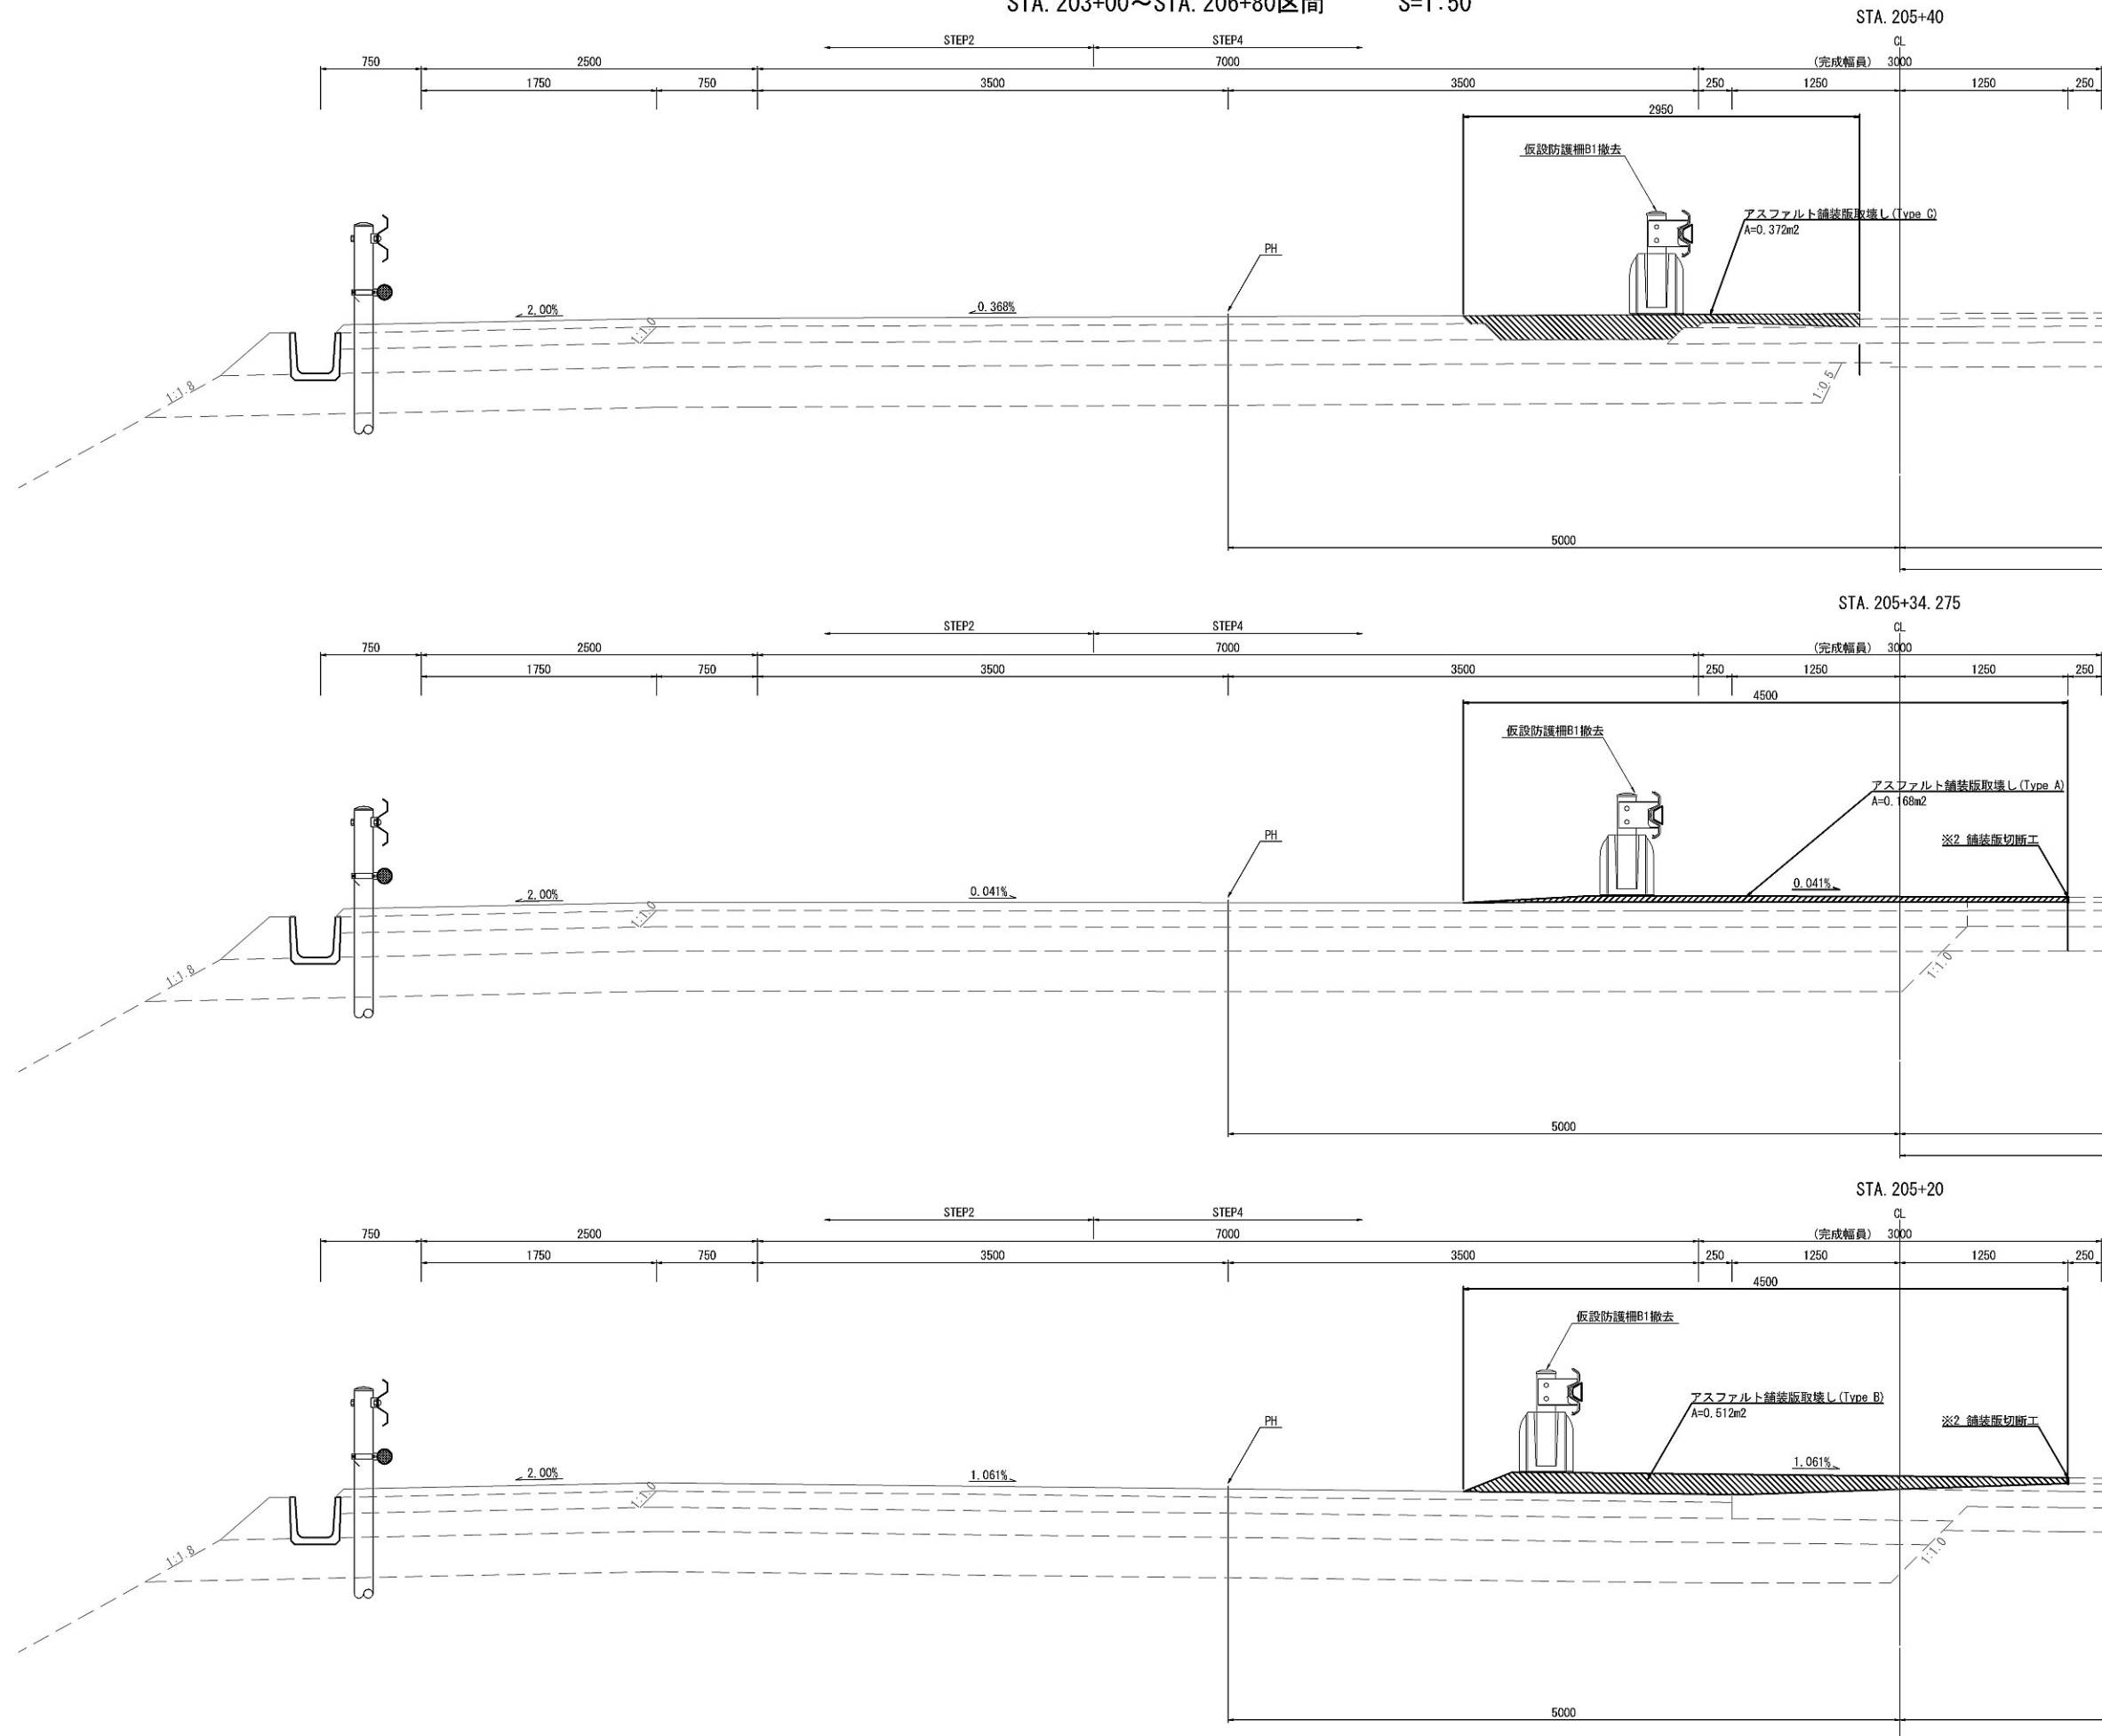 STA. 203+00～STA. 206+80区間 S=1:50
STA. 205+40
CL
STEP2 STEP4
750 2500 7000 (完成幅員) 3000
1750 750 3500 3500 250 1250 1250 250
2950
仮設防護柵B1撤去
アスファルト舗装版取壊し(Type C)
A=0.372m2
PH
2.00% 0.368%
1:1.0
1:1.8
1:0.5
5000
STA. 205+34.275
CL
STEP2 STEP4
750 2500 7000 (完成幅員) 3000
1750 750 3500 3500 250 1250 1250 250
4500
仮設防護柵B1撤去
アスファルト舗装版取壊し(Type A)
A=0.168m2
PH
※2 舗装版切断工
2.00% 0.041% 0.041%
1:1.0
1:1.8
1:1.0
5000
STA. 205+20
CL
STEP2 STEP4
750 2500 7000 (完成幅員) 3000
1750 750 3500 3500 250 1250 1250 250
4500
仮設防護柵B1撤去
アスファルト舗装版取壊し(Type B)
A=0.512m2
PH
※2 舗装版切断工
2.00% 1.061% 1.061%
1:1.0
1:1.8
1:1.0
5000